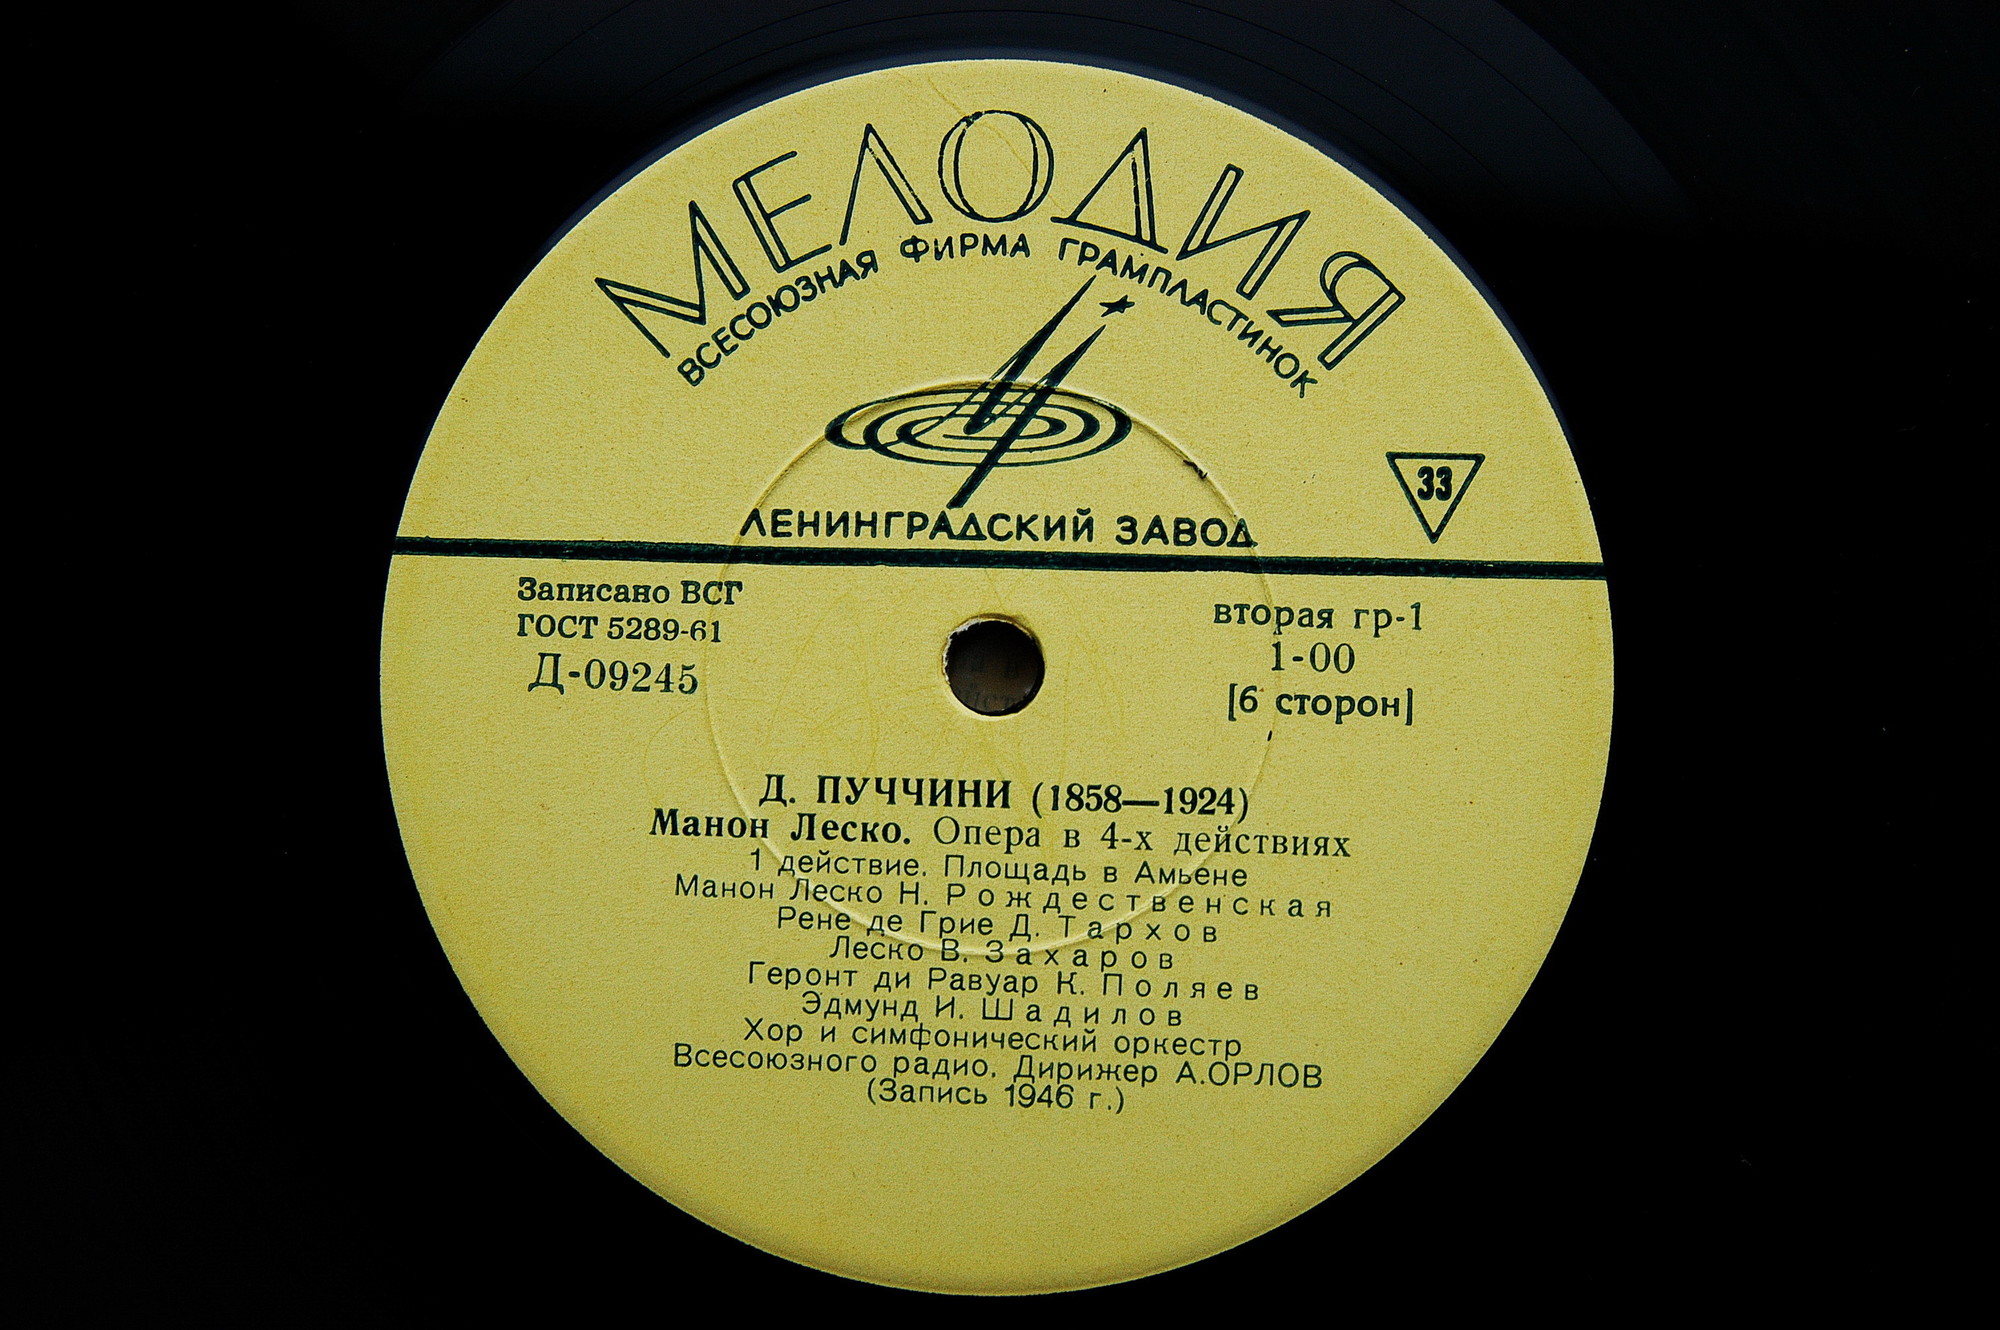 МЕЛОДИЯ
ВСЕСОЮЗНАЯ ФИРМА ГРАМПЛАСТИНОК
33
ЛЕНИНГРАДСКИЙ ЗАВОД
Записано ВСГ
ГОСТ 5289-61
Д-09245
вторая гр-1
1-00
[6 сторон]
Д. ПУЧЧИНИ (1858—1924)
Манон Леско. Опера в 4-х действиях
1 действие. Площадь в Амьене
Манон Леско Н. Рождественская
Рене де Грие Д. Тархов
Леско В. Захаров
Геронт ди Равуар К. Поляев
Эдмунд И. Шадилов
Хор и симфонический оркестр
Всесоюзного радио. Дирижер А.ОРЛОВ
(Запись 1946 г.)